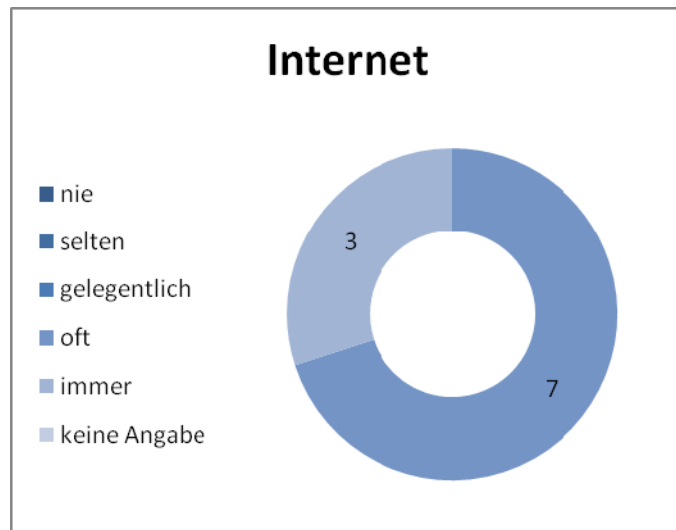 Internet
nie
selten
gelegentlich
oft
immer
keine Angabe
3
7